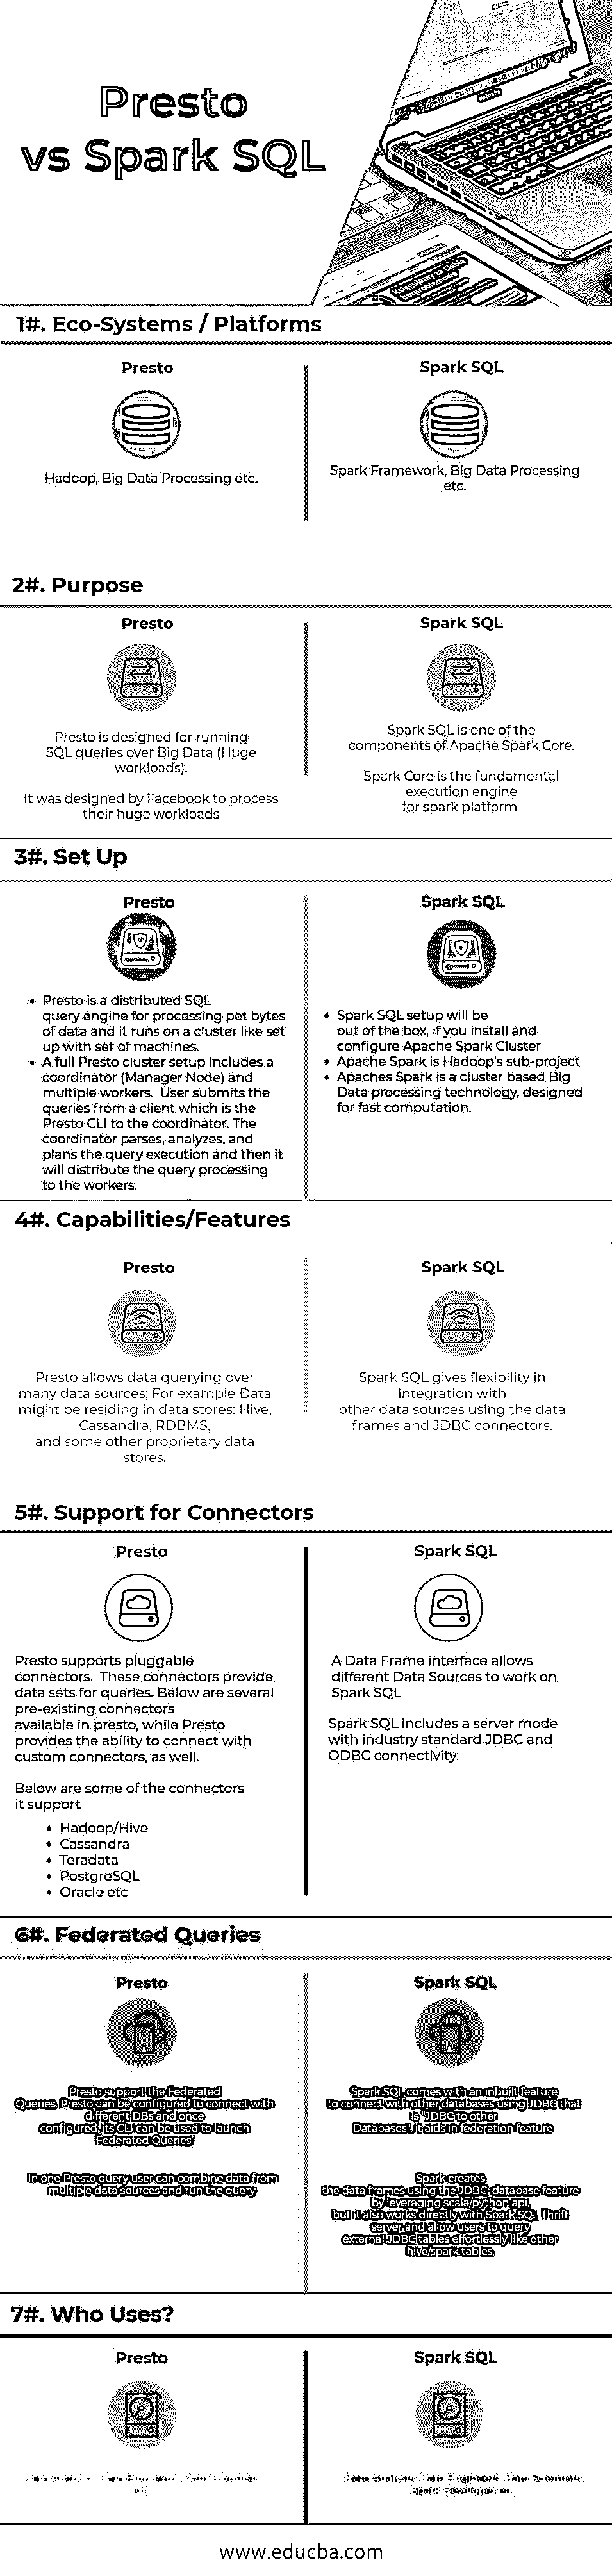 Presto
vs Spark SQL
1#. Eco-Systems / Platforms
Presto
Spark SQL
Hadoop, Big Data Processing etc.
Spark Framework, Big Data Processing
etc.
2#. Purpose
Presto
Spark SQL
Presto is designed for running
SQL queries over Big Data (Huge
workloads).
It was designed by Facebook to process
their huge workloads
Spark SQL is one of the
components of Apache Spark Core.
Spark Core is the fundamental
execution engine
for spark platform
3#. Set Up
Presto
Spark SQL
• Presto is a distributed SQL
query engine for processing pet bytes
of data and it runs on a cluster like set
up with set of machines.
• A full Presto cluster setup includes a
coordinator (Manager Node) and
multiple workers. User submits the
queries from a client which is the
Presto CLI to the coordinator. The
coordinator parses, analyzes, and
plans the query execution and then it
will distribute the query processing
to the workers.
• Spark SQL setup will be
out of the box, if you install and
configure Apache Spark Cluster
• Apache Spark is Hadoop's sub-project
• Apaches Spark is a cluster based Big
Data processing technology, designed
for fast computation.
4#. Capabilities/Features
Presto
Spark SQL
Presto allows data querying over
many data sources; For example Data
might be residing in data stores: Hive,
Cassandra, RDBMS,
and some other proprietary data
stores.
Spark SQL gives flexibility in
integration with
other data sources using the data
frames and JDBC connectors.
5#. Support for Connectors
Presto
Spark SQL
Presto supports pluggable
connectors. These connectors provide
data sets for queries. Below are several
pre-existing connectors
available in presto, while Presto
provides the ability to connect with
custom connectors, as well.
Below are some of the connectors
it support
• Hadoop/Hive
• Cassandra
• Teradata
• PostgreSQL
• Oracle etc
A Data Frame interface allows
different Data Sources to work on
Spark SQL
Spark SQL includes a server mode
with industry standard JDBC and
ODBC connectivity.
6#. Federated Queries
Presto
Spark SQL
Presto support the Federated
Queries. Presto can be configured to connect with
different DBs and once
configured, its CLI can be used to launch
"Federated Queries"
In one Presto query user can combine data from
multiple data sources and run the query.
Spark SQL comes with an inbuilt feature
to connect with other databases using JDBC that
is "JDBC to other
Databases", it aids in federation feature
Spark creates
the data frames using the JDBC: database feature
by leveraging scala/python api,
but it also works directly with Spark SQL Thrift
server and allow users to query
external JDBC tables effortlessly like other
hive/spark tables.
7#. Who Uses?
Presto
Spark SQL
www.educba.com